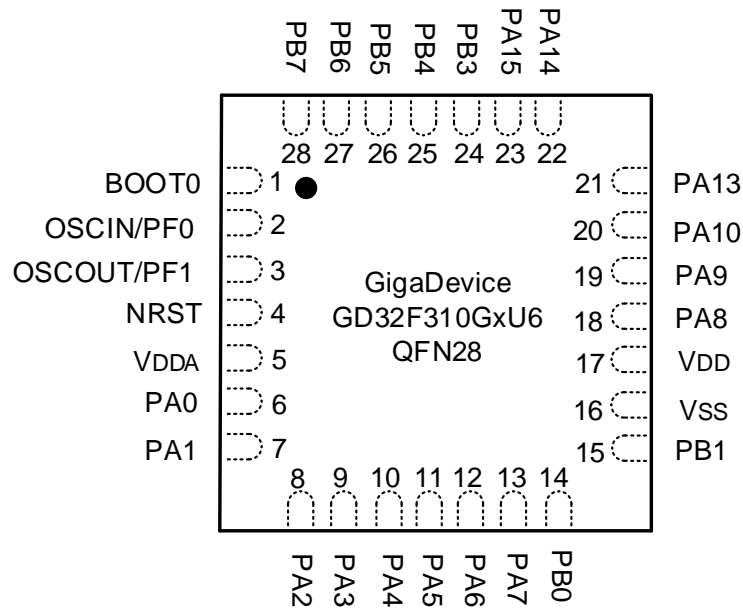 PB7 PB6 PB5 PB4 PB3 PA15 PA14
28 27 26 25 24 23 22
BOOT0 1 21 PA13
OSCIN/PF0 2 20 PA10
OSCOUT/PF1 3 19 PA9
NRST 4 18 PA8
VDDA 5 17 VDD
PA0 6 16 VSS
PA1 7 15 PB1
GigaDevice
GD32F310GxU6
QFN28
8 9 10 11 12 13 14
PA2 PA3 PA4 PA5 PA6 PA7 PB0